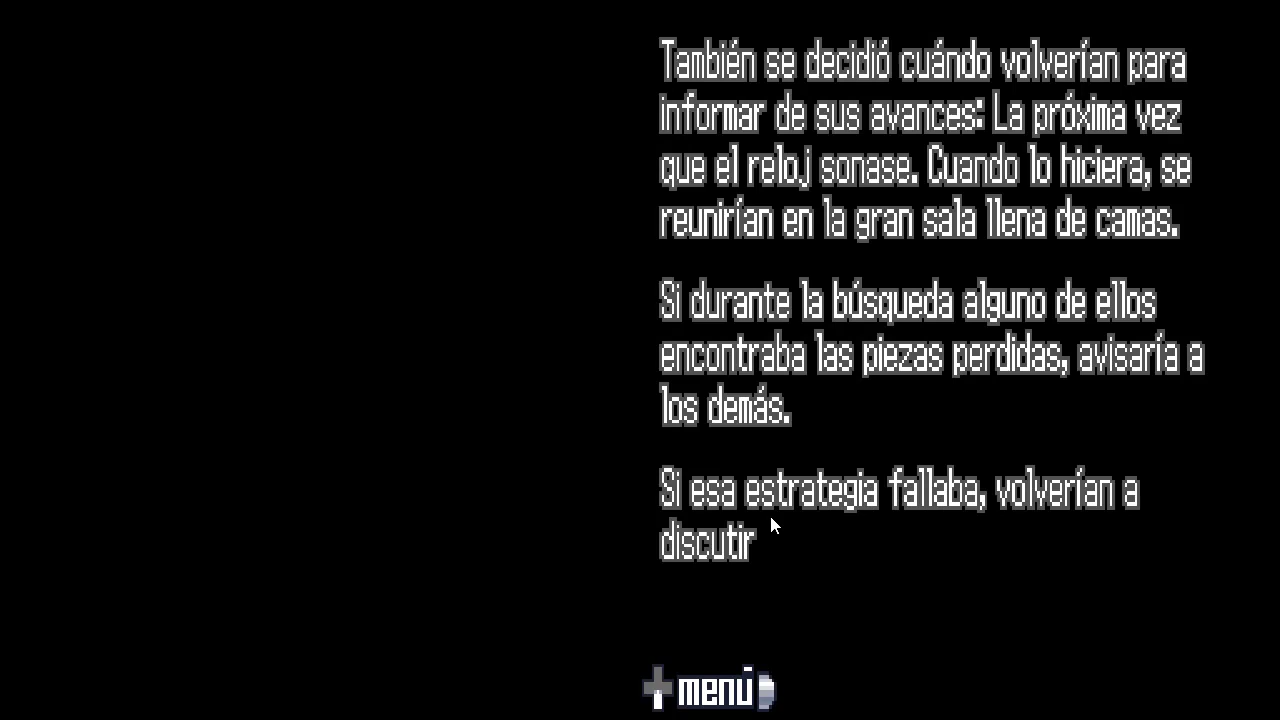 También se decidió cuándo volverían para
informar de sus avances: La próxima vez
que el reloj sonase. Cuando lo hiciera, se
reunirían en la gran sala llena de camas.
Si durante la búsqueda alguno de ellos
encontraba las piezas perdidas, avisaría a
los demás.
Si esa estrategia fallaba, volverían a
discutir
menú